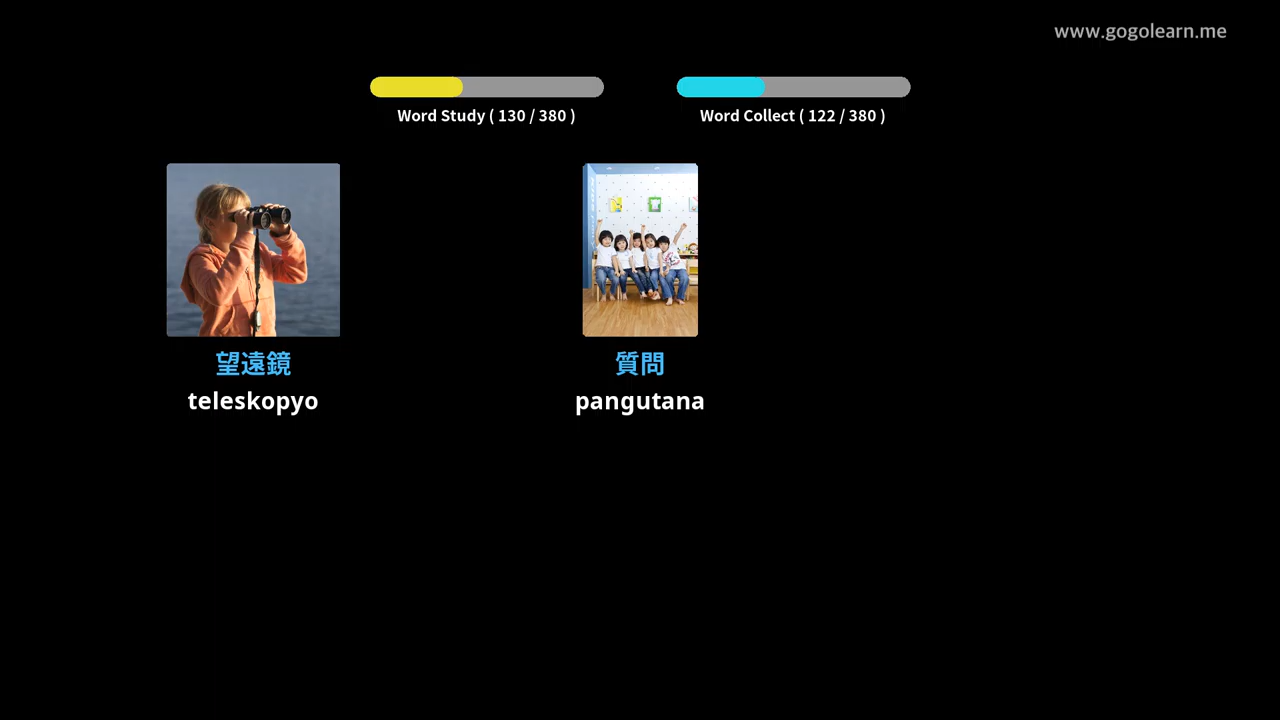 www.gogolearn.me
Word Study ( 130 / 380 )
Word Collect ( 122 / 380 )
望遠鏡
teleskopyo
質問
pangutana